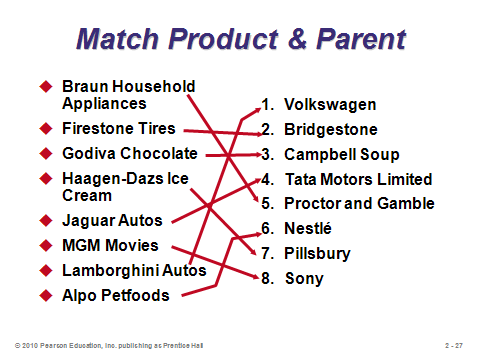 Match Product & Parent
Braun Household
Appliances
Firestone Tires
Godiva Chocolate
Haagen-Dazs Ice
Cream
Jaguar Autos
MGM Movies
Lamborghini Autos
Alpo Petfoods
1. Volkswagen
2. Bridgestone
3. Campbell Soup
4. Tata Motors Limited
5. Proctor and Gamble
6. Nestlé
7. Pillsbury
8. Sony
© 2010 Pearson Education, Inc. publishing as Prentice Hall
2 - 27